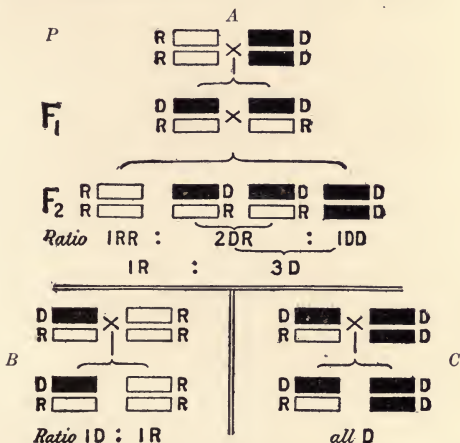 A
P
R D
R D
F1
D D
R R
F2
R D D D
R R R D
Ratio 1RR : 2DR : 1DD
1R : 3D
B
D R
R R
D R
R R
Ratio 1D : 1R
C
D D
R D
D D
R D
all D